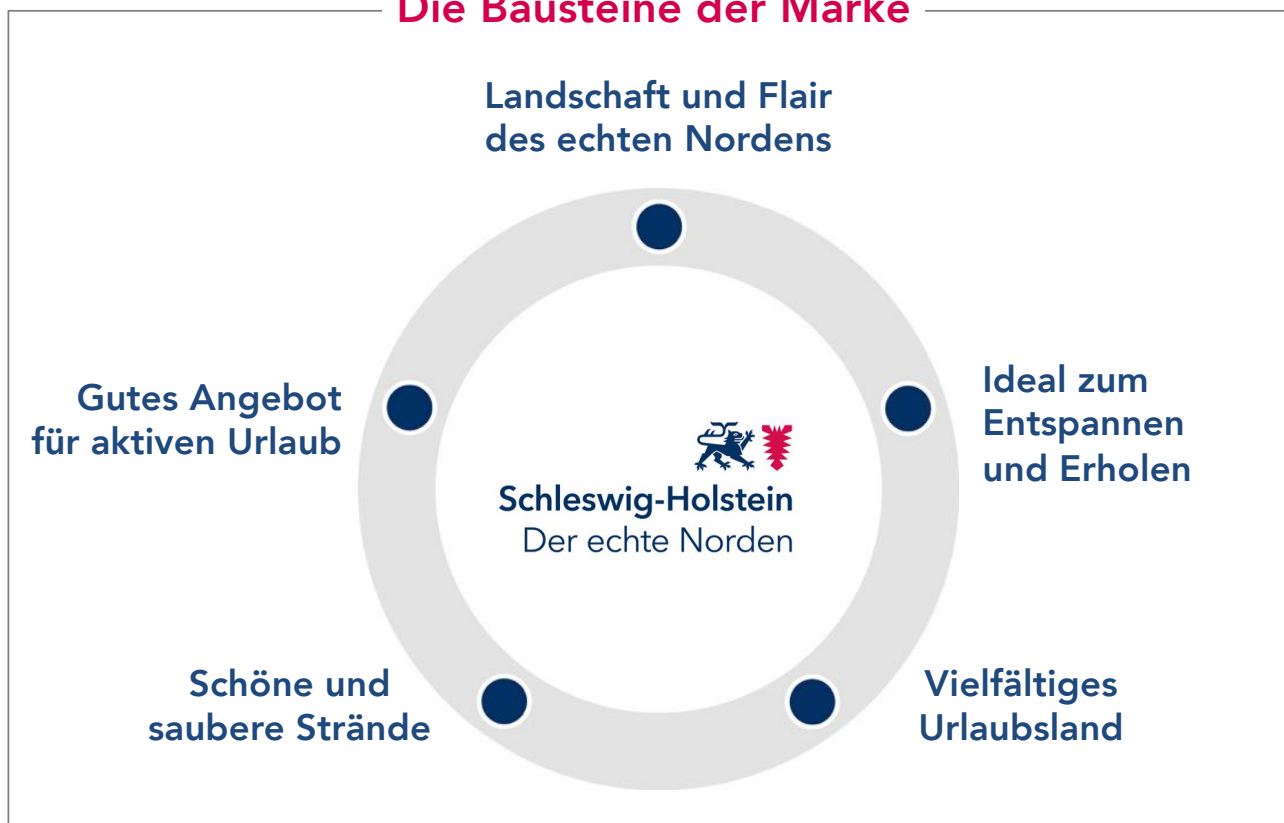 Die Bausteine der Marke
Landschaft und Flair
des echten Nordens
Gutes Angebot
für aktiven Urlaub
Ideal zum
Entspannen
und Erholen
Schleswig-Holstein
Der echte Norden
Schöne und
saubere Strände
Vielfältiges
Urlaubsland